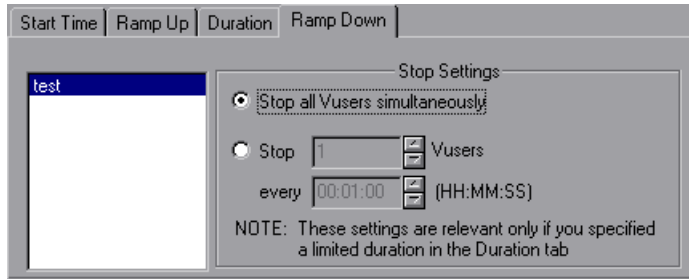 Start Time Ramp Up Duration Ramp Down
test
Stop Settings
Stop all Vusers simultaneously
Stop 1 Vusers
every 00:01:00 (HH:MM:SS)
NOTE: These settings are relevant only if you specified
a limited duration in the Duration tab